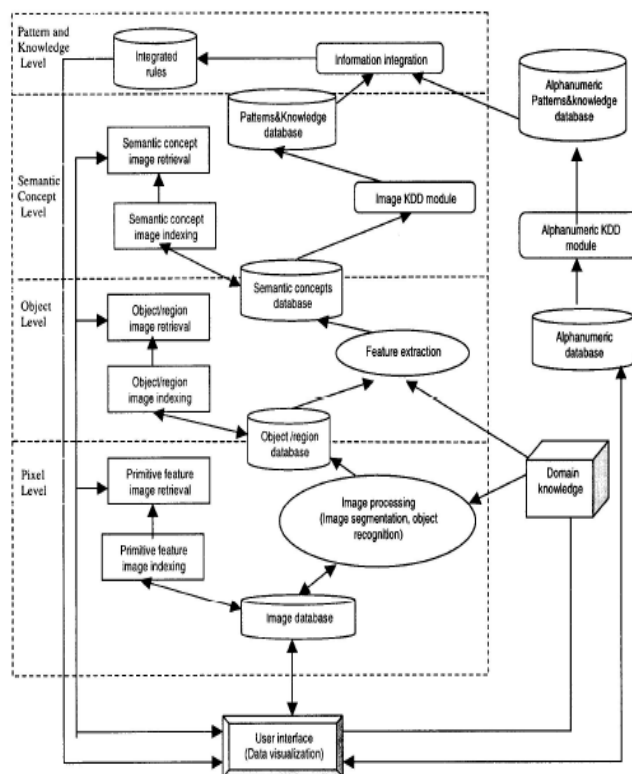 Pattern and
Knowledge
Level
Integrated
rules
Information integration
Alphanumeric
Patterns&knowledge
database
Patterns&Knowledge
database
Semantic concept
image retrieval
Semantic
Concept
Level
Image KDD module
Semantic concept
image indexing
Alphanumeric KDD
module
Semantic concepts
database
Object
Level
Object/region
image retrieval
Feature extraction
Alphanumeric
database
Object/region
image indexing
Object /region
database
Pixel
Level
Primitive feature
image retrieval
Domain
knowledge
Image processing
(Image segmentation, object
recognition)
Primitive feature
image indexing
Image database
User interface
(Data visualization)